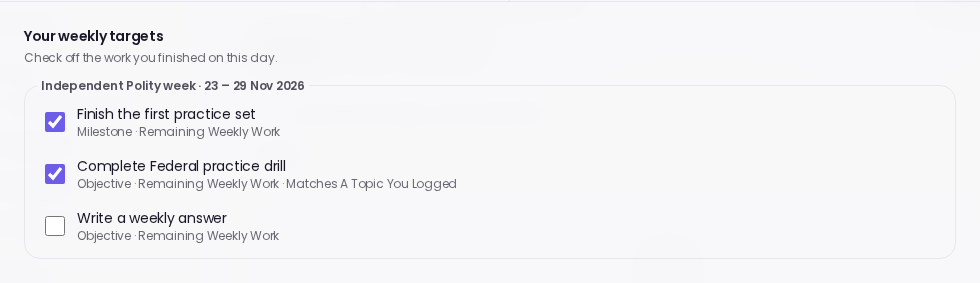 Your weekly targets
Check off the work you finished on this day.
Independent Polity week · 23 – 29 Nov 2026
Finish the first practice set
Milestone · Remaining Weekly Work
Complete Federal practice drill
Objective · Remaining Weekly Work · Matches A Topic You Logged
Write a weekly answer
Objective · Remaining Weekly Work